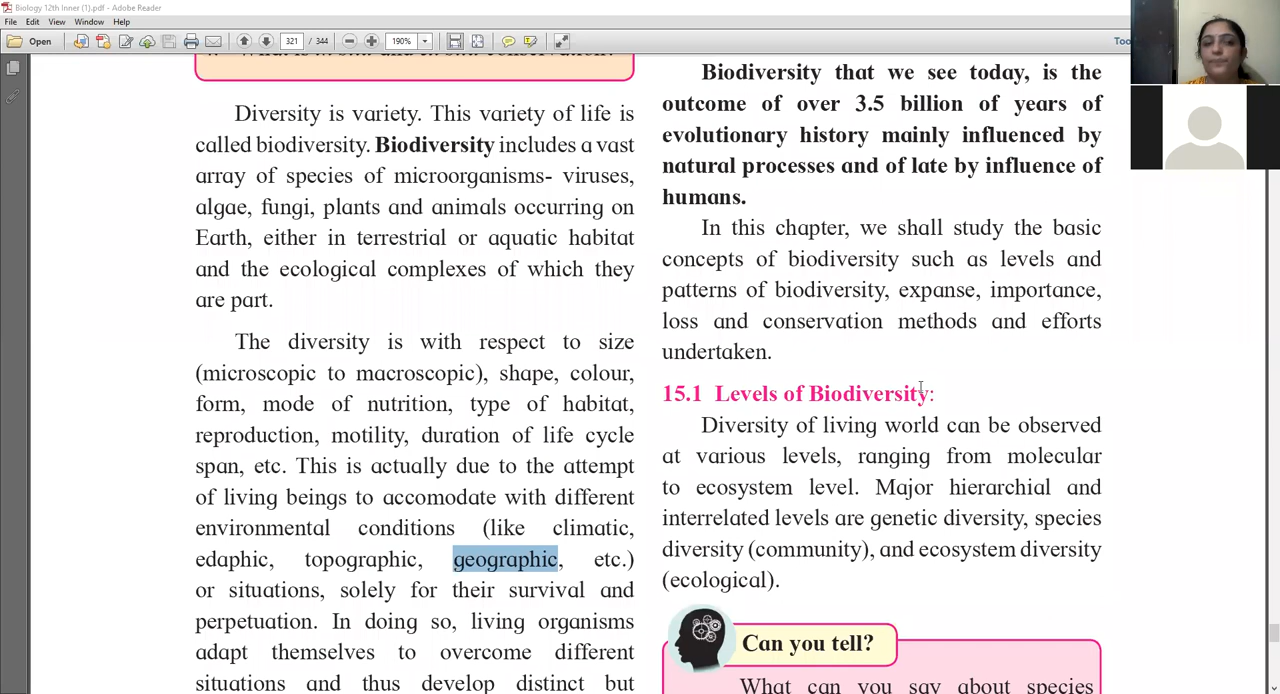 Biology 12th Inner (1).pdf - Adobe Reader
File Edit View Window Help
Open 321 / 344 190% Too
Diversity is variety. This variety of life is
called biodiversity. Biodiversity includes a vast
array of species of microorganisms- viruses,
algae, fungi, plants and animals occurring on
Earth, either in terrestrial or aquatic habitat
and the ecological complexes of which they
are part.
The diversity is with respect to size
(microscopic to macroscopic), shape, colour,
form, mode of nutrition, type of habitat,
reproduction, motility, duration of life cycle
span, etc. This is actually due to the attempt
of living beings to accomodate with different
environmental conditions (like climatic,
edaphic, topographic, geographic, etc.)
or situations, solely for their survival and
perpetuation. In doing so, living organisms
adapt themselves to overcome different
situations and thus develop distinct but
Biodiversity that we see today, is the
outcome of over 3.5 billion of years of
evolutionary history mainly influenced by
natural processes and of late by influence of
humans.
In this chapter, we shall study the basic
concepts of biodiversity such as levels and
patterns of biodiversity, expanse, importance,
loss and conservation methods and efforts
undertaken.
15.1 Levels of Biodiversity:
Diversity of living world can be observed
at various levels, ranging from molecular
to ecosystem level. Major hierarchial and
interrelated levels are genetic diversity, species
diversity (community), and ecosystem diversity
(ecological).
Can you tell?
What can you say about species